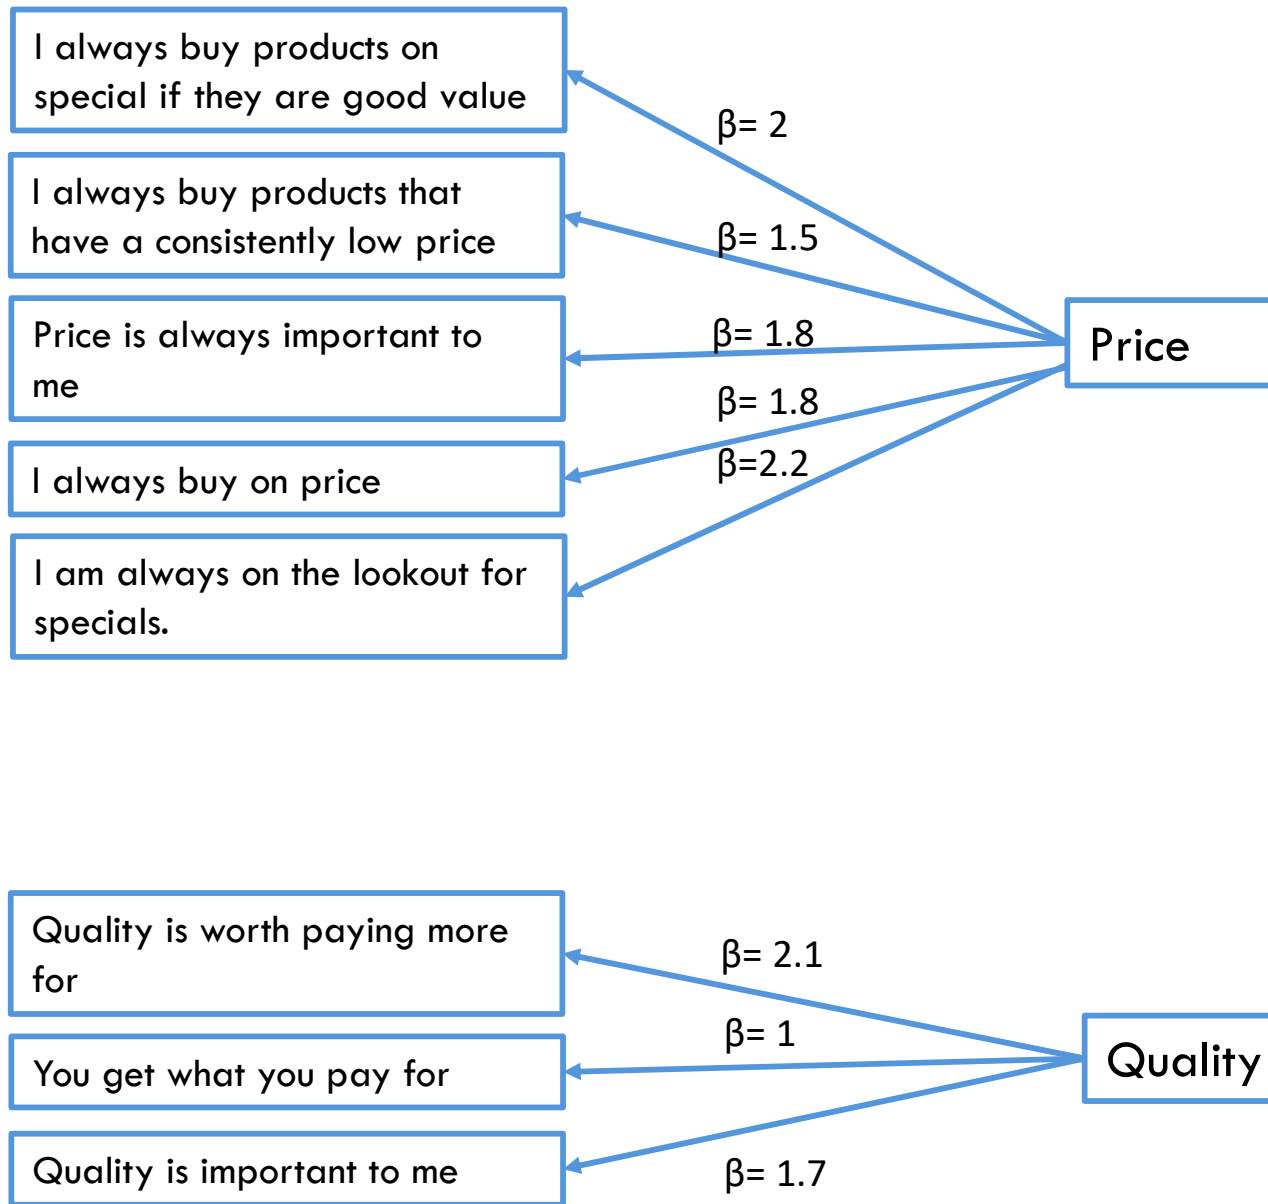 I always buy products on
special if they are good value
β= 2
I always buy products that
have a consistently low price
β= 1.5
Price is always important to
me
β= 1.8
Price
β= 1.8
I always buy on price
β=2.2
I am always on the lookout for
specials.
Quality is worth paying more
for
β= 2.1
β= 1
You get what you pay for
Quality
Quality is important to me
β= 1.7